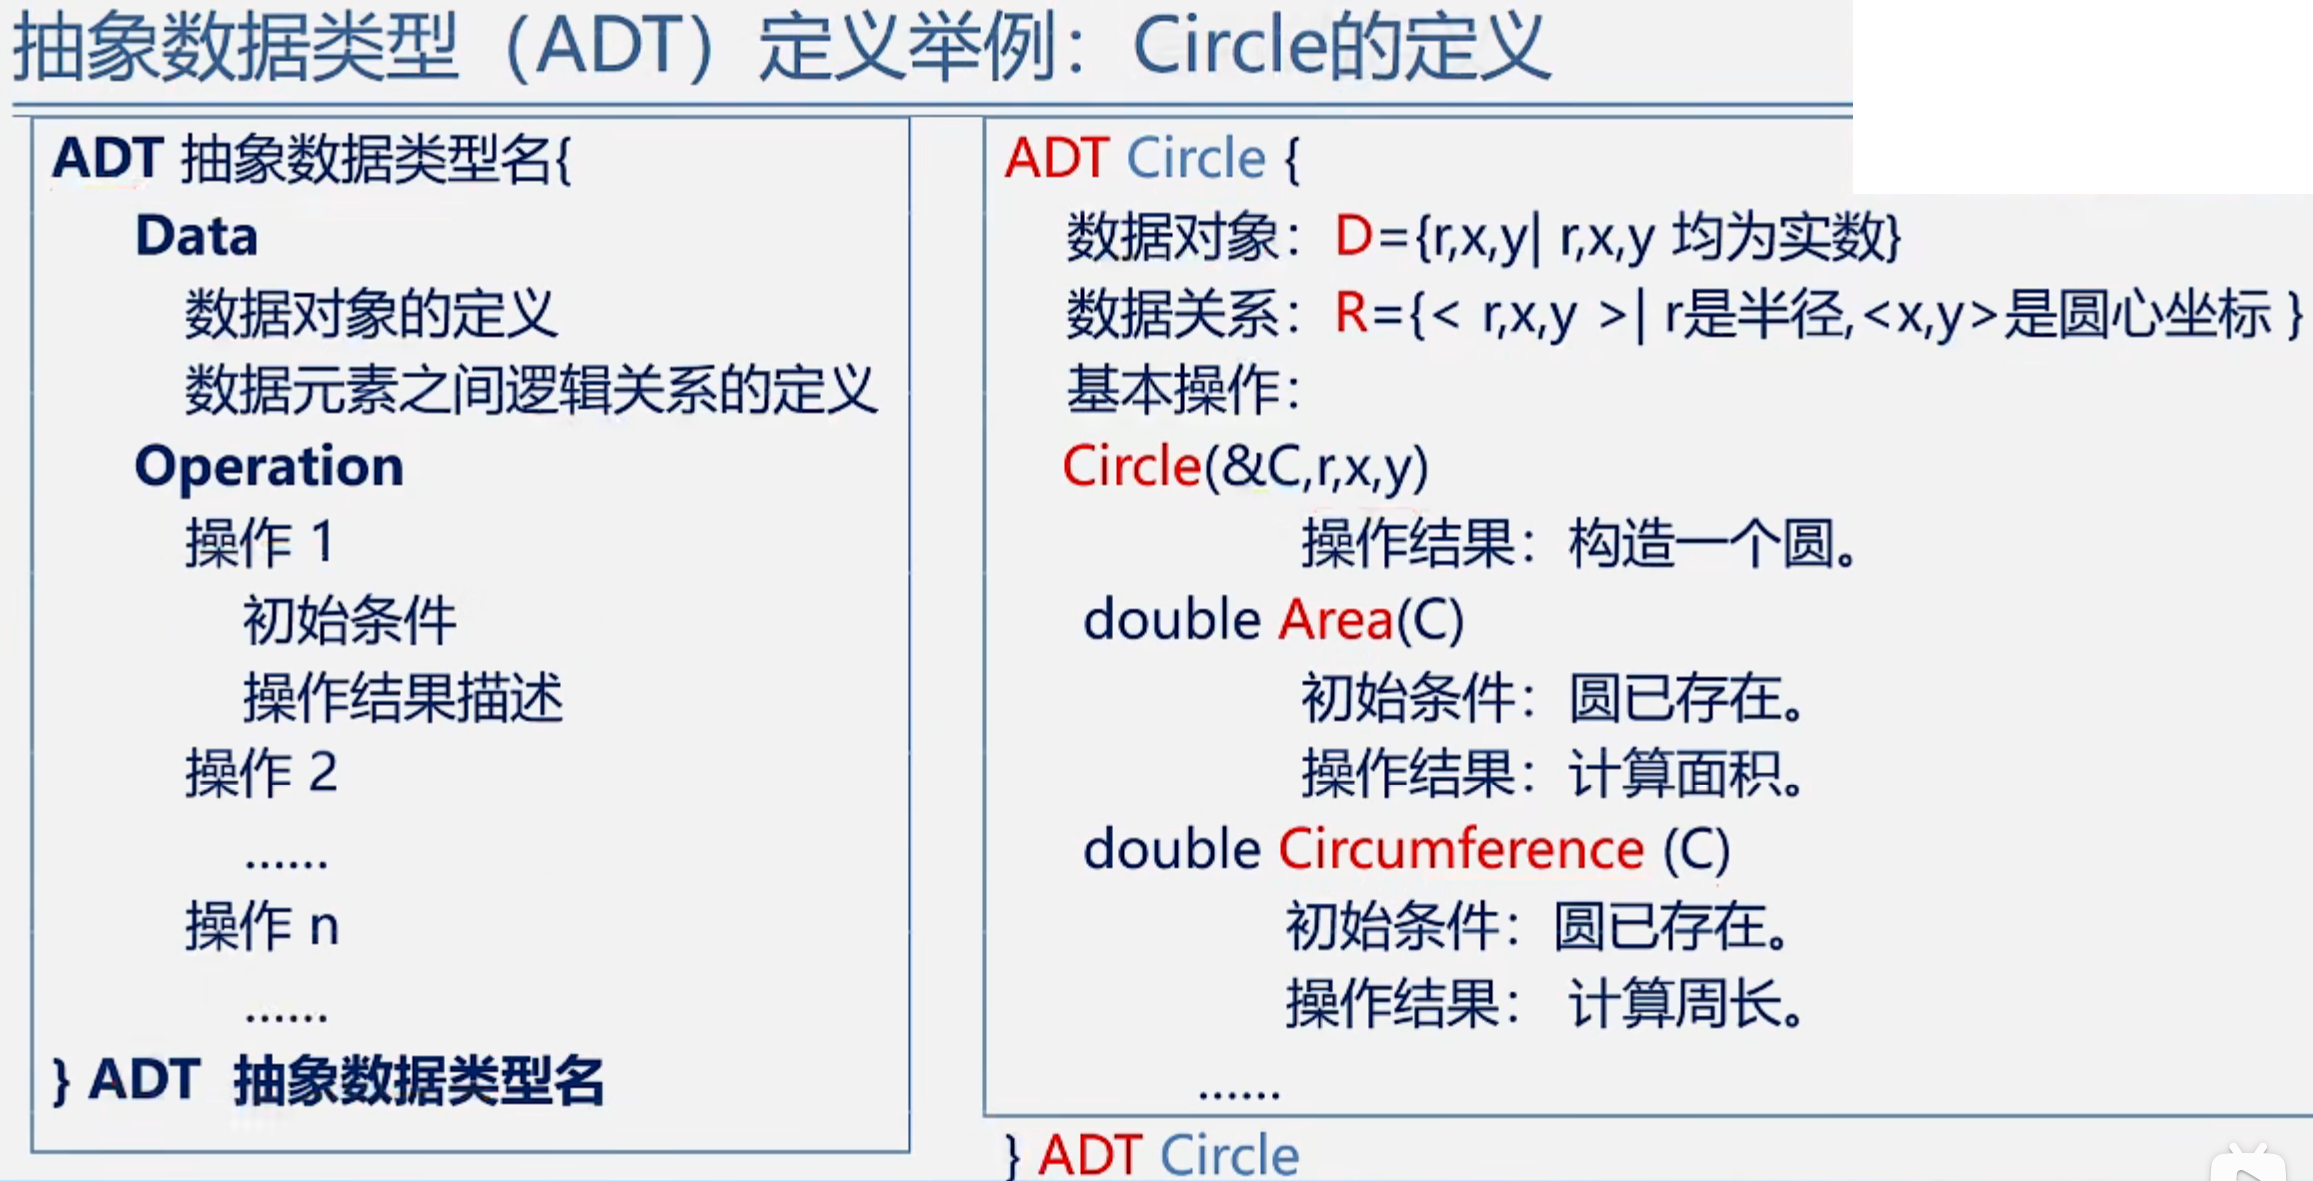 抽象数据类型（ADT）定义举例：Circle的定义
ADT 抽象数据类型名{
Data
数据对象的定义
数据元素之间逻辑关系的定义
Operation
操作 1
初始条件
操作结果描述
操作 2
......
操作 n
......
} ADT 抽象数据类型名
ADT Circle {
数据对象：D={r,x,y| r,x,y 均为实数}
数据关系：R={< r,x,y >| r是半径,<x,y>是圆心坐标 }
基本操作：
Circle(&C,r,x,y)
操作结果：构造一个圆。
double Area(C)
初始条件：圆已存在。
操作结果：计算面积。
double Circumference (C)
初始条件：圆已存在。
操作结果： 计算周长。
......
} ADT Circle